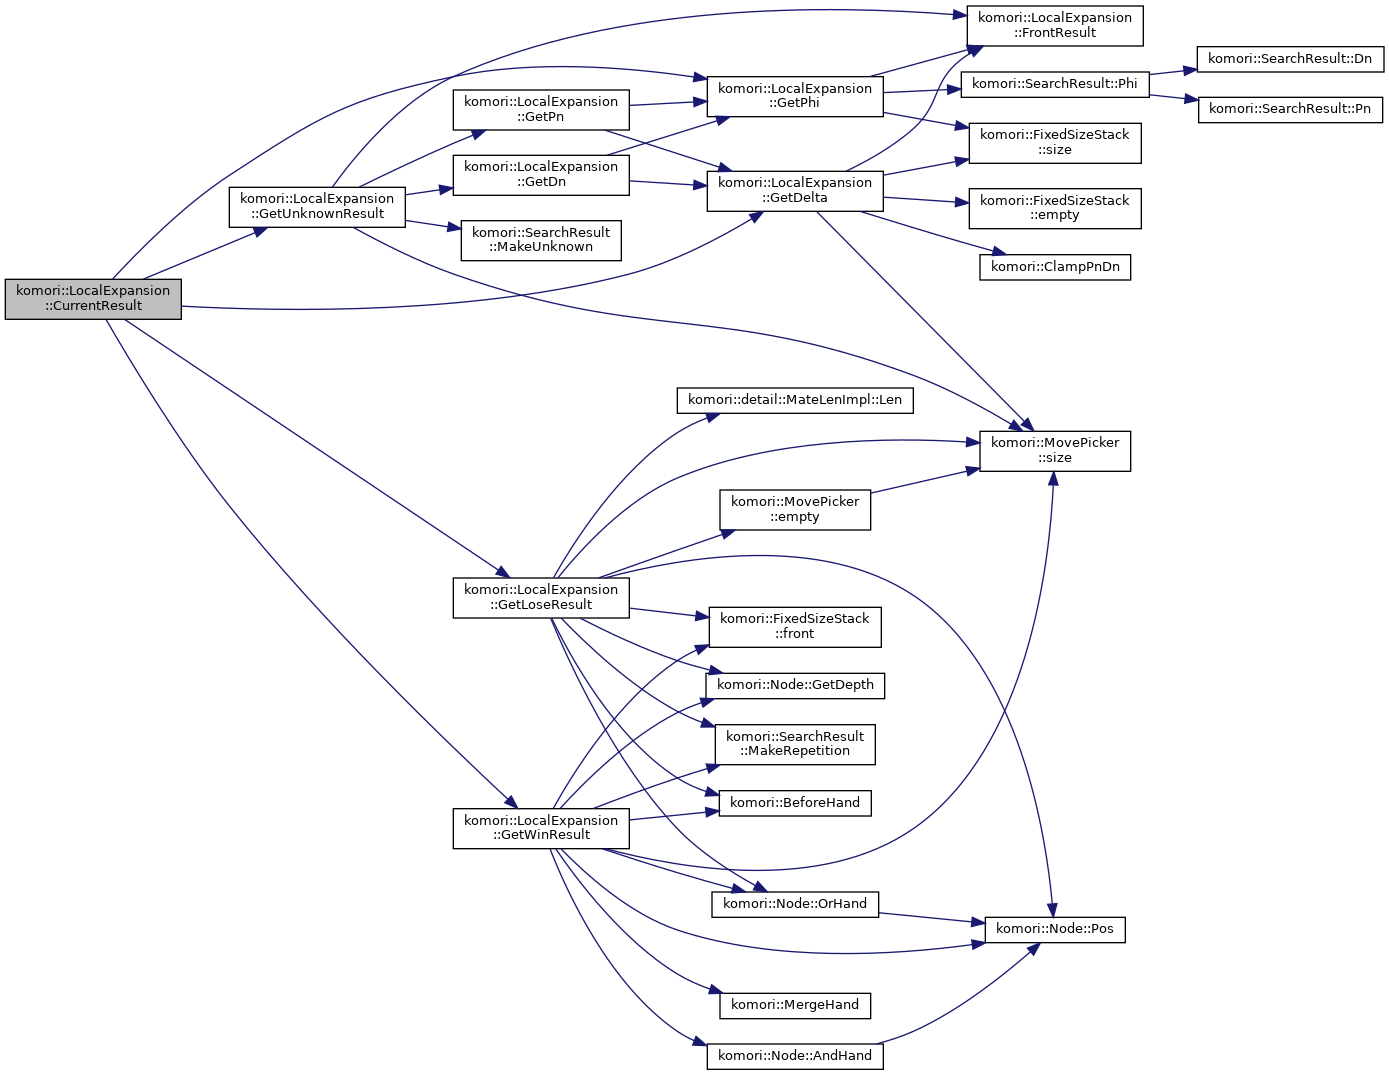 komori::LocalExpansion
::FrontResult
komori::SearchResult::Dn
komori::LocalExpansion
::GetPhi
komori::SearchResult::Phi
komori::LocalExpansion
::GetPn
komori::SearchResult::Pn
komori::FixedSizeStack
::size
komori::LocalExpansion
::GetDn
komori::LocalExpansion
::GetDelta
komori::LocalExpansion
::GetUnknownResult
komori::FixedSizeStack
::empty
komori::SearchResult
::MakeUnknown
komori::ClampPnDn
komori::LocalExpansion
::CurrentResult
komori::detail::MateLenImpl::Len
komori::MovePicker
::size
komori::MovePicker
::empty
komori::LocalExpansion
::GetLoseResult
komori::FixedSizeStack
::front
komori::Node::GetDepth
komori::SearchResult
::MakeRepetition
komori::BeforeHand
komori::LocalExpansion
::GetWinResult
komori::Node::OrHand
komori::Node::Pos
komori::MergeHand
komori::Node::AndHand